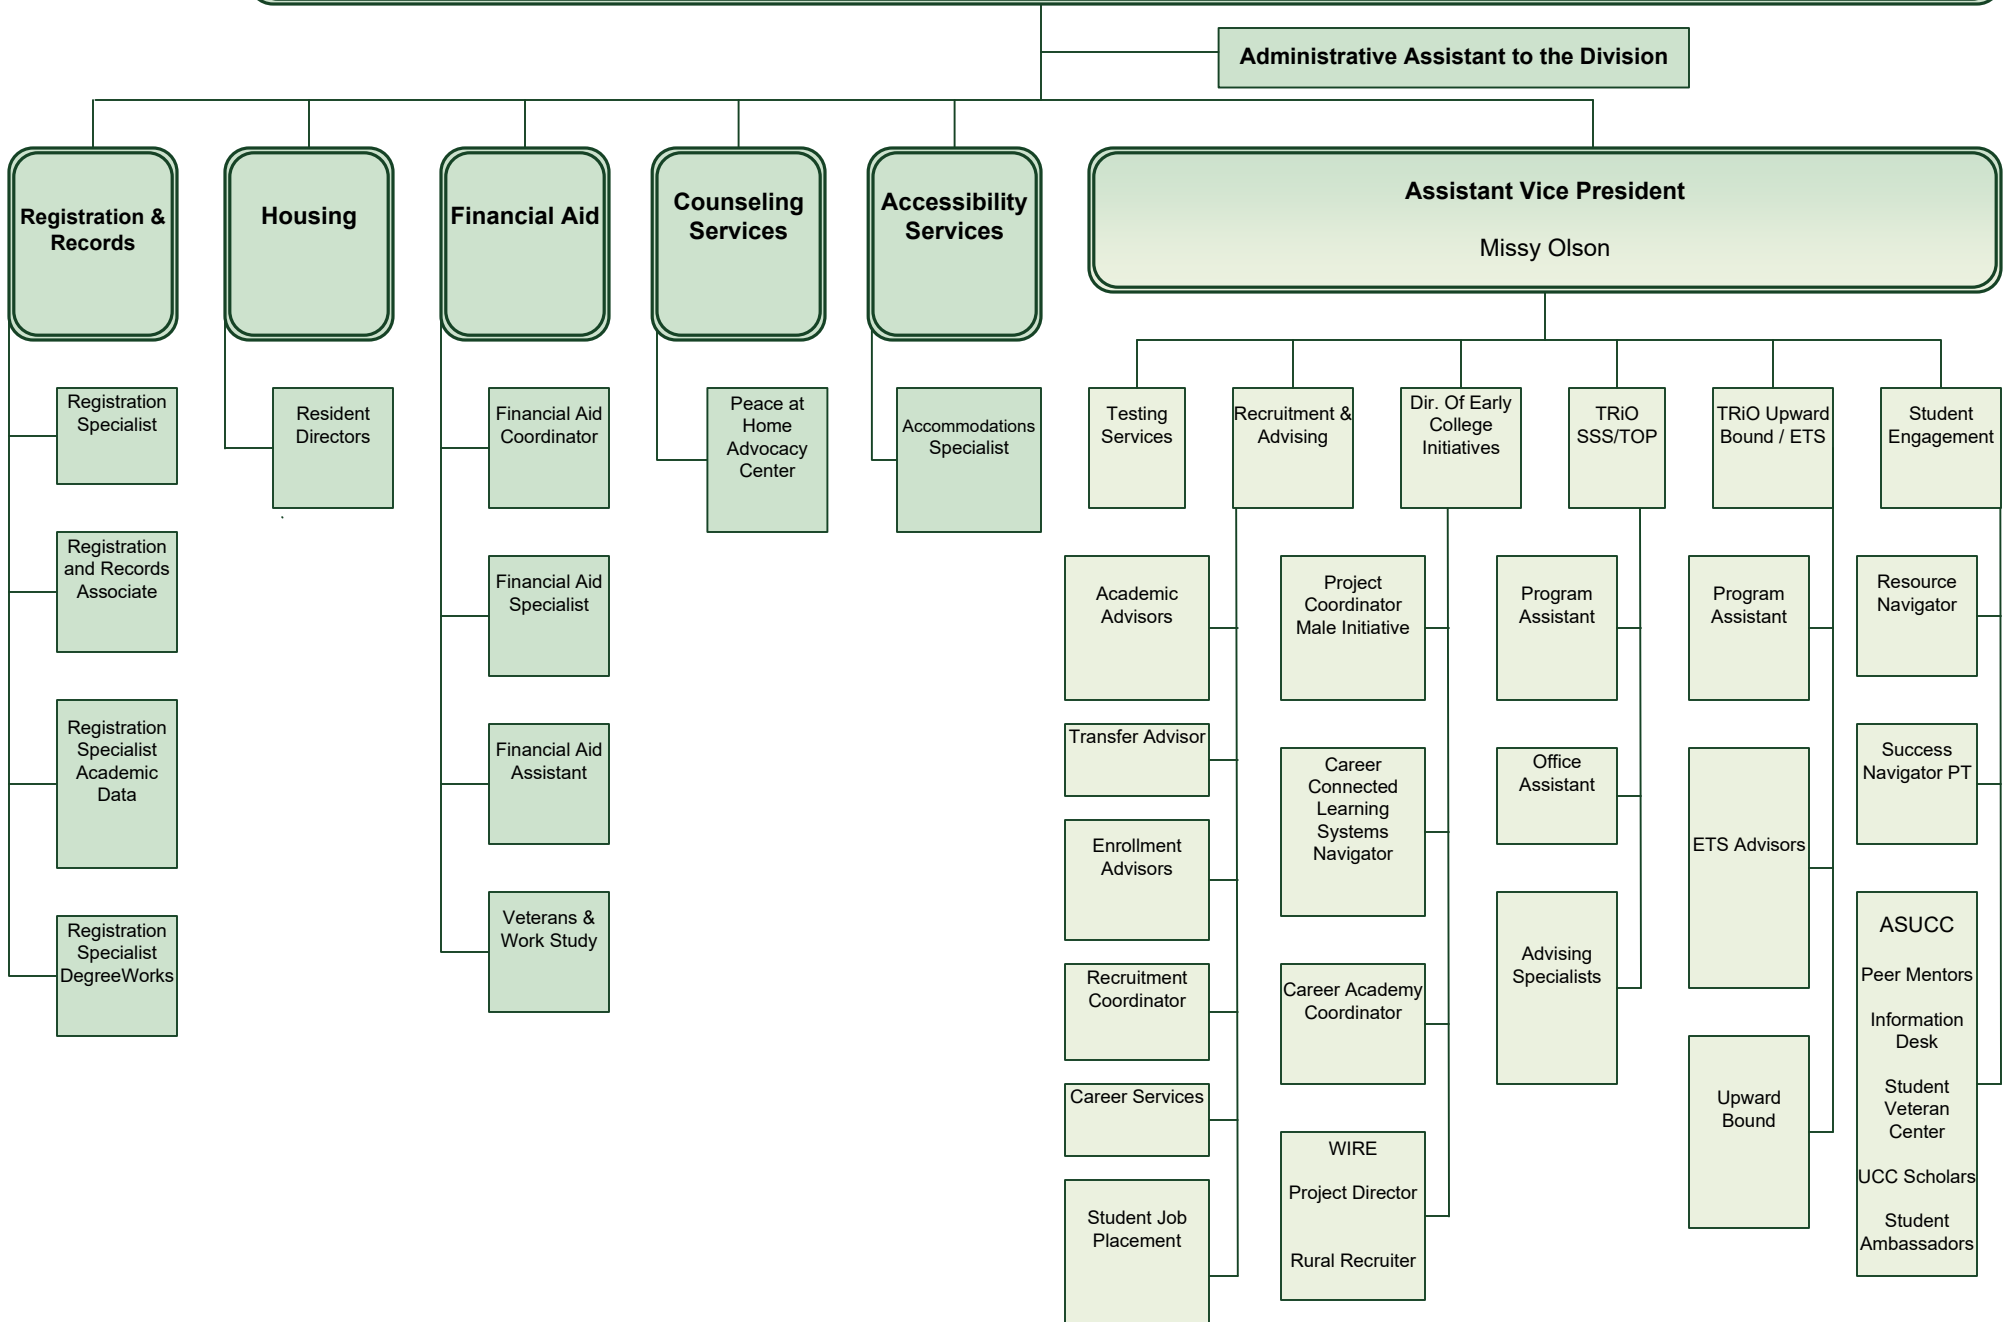 Administrative Assistant to the Division
Registration &
Records
Housing
Financial Aid
Counseling
Services
Accessibility
Services
Assistant Vice President
Missy Olson
Registration
Specialist
Registration
and Records
Associate
Registration
Specialist
Academic
Data
Registration
Specialist
DegreeWorks
Resident
Directors
Financial Aid
Coordinator
Financial Aid
Specialist
Financial Aid
Assistant
Veterans &
Work Study
Peace at
Home
Advocacy
Center
Accommodations
Specialist
Testing
Services
Recruitment &
Advising
Academic
Advisors
Transfer Advisor
Enrollment
Advisors
Recruitment
Coordinator
Career Services
Student Job
Placement
Dir. Of Early
College
Initiatives
Project
Coordinator
Male Initiative
Career
Connected
Learning
Systems
Navigator
Career Academy
Coordinator
WIRE
Project Director
Rural Recruiter
TRiO
SSS/TOP
Program
Assistant
Office
Assistant
Advising
Specialists
TRiO Upward
Bound / ETS
Program
Assistant
ETS Advisors
Upward
Bound
Student
Engagement
Resource
Navigator
Success
Navigator PT
ASUCC
Peer Mentors
Information
Desk
Student
Veteran
Center
UCC Scholars
Student
Ambassadors